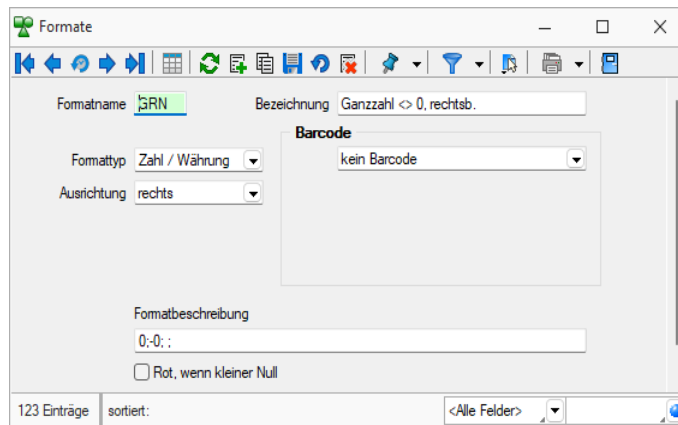 Formate
Formatname GRN Bezeichnung Ganzzahl <> 0, rechtsb.
Barcode
Formattyp Zahl / Währung kein Barcode
Ausrichtung rechts
Formatbeschreibung
0;-0; ;
Rot, wenn kleiner Null
123 Einträge sortiert: <Alle Felder>